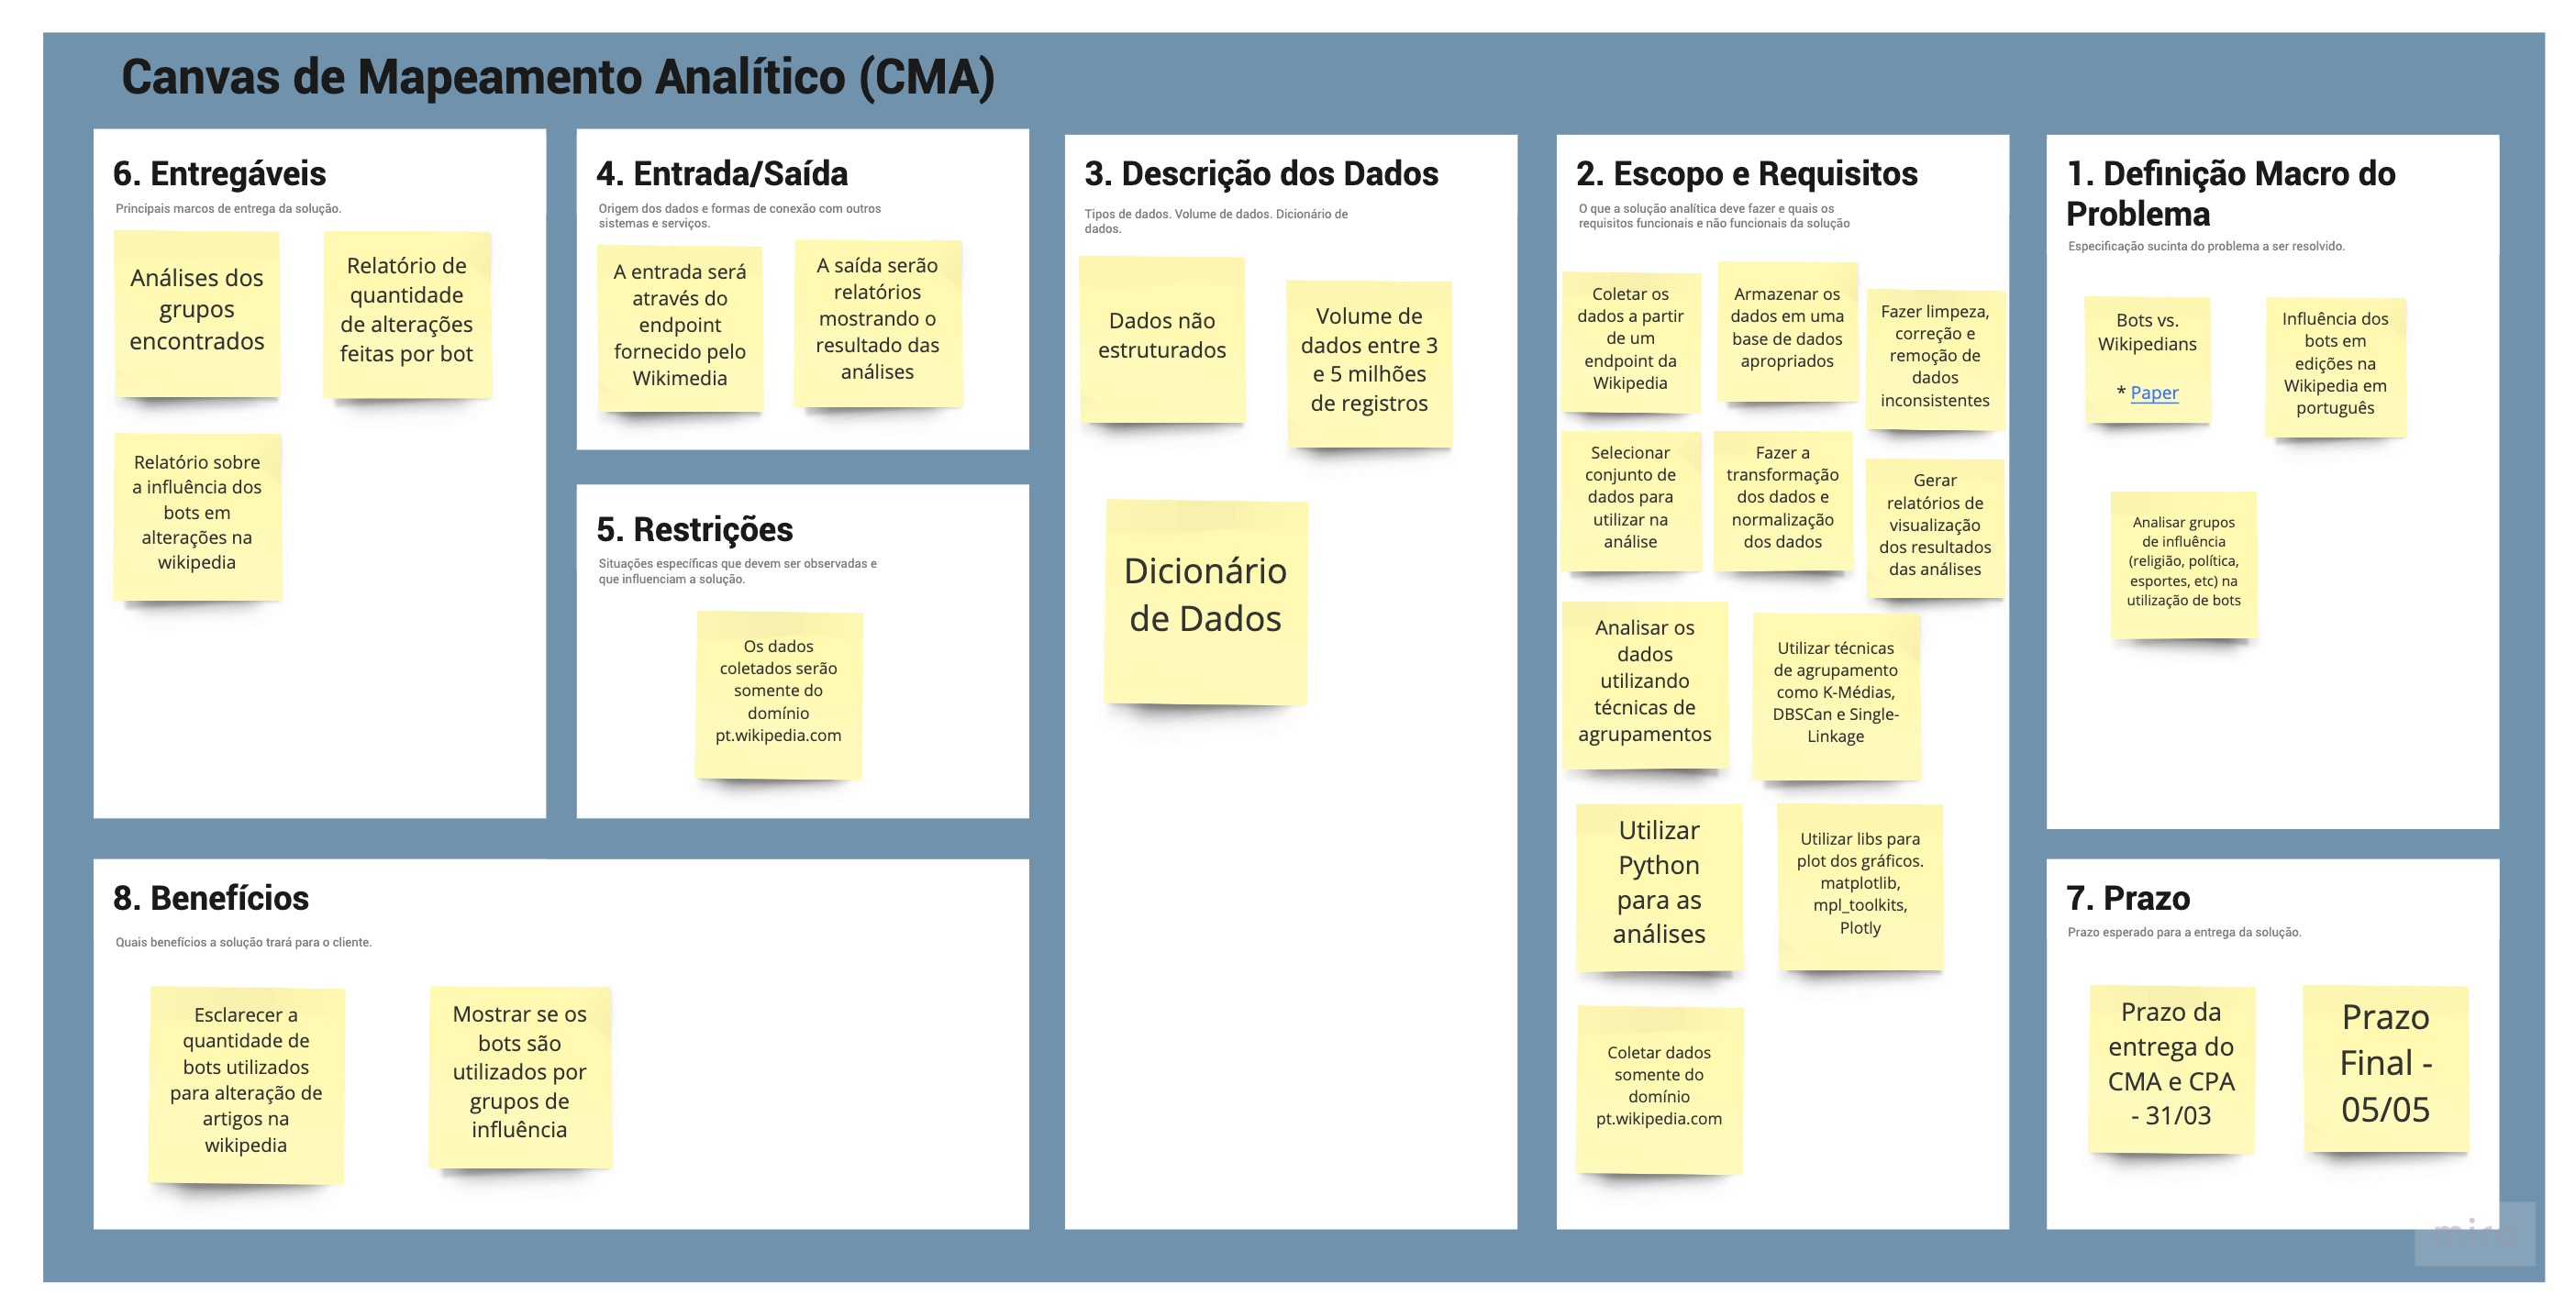 Canvas de Mapeamento Analítico (CMA)
6. Entregáveis
Principais marcos de entrega da solução.
Análises dos
grupos
encontrados
Relatório de
quantidade
de alterações
feitas por bot
Relatório sobre
a influência dos
bots em
alterações na
wikipedia
4. Entrada/Saída
Origem dos dados e formas de conexão com outros
sistemas e serviços.
A entrada será
através do
endpoint
fornecido pelo
Wikimedia
A saída serão
relatórios
mostrando o
resultado das
análises
5. Restrições
Situações específicas que devem ser observadas e
que influenciam a solução.
Os dados
coletados serão
somente do
domínio
pt.wikipedia.com
3. Descrição dos Dados
Tipos de dados. Volume de dados. Dicionário de
dados.
Dados não
estruturados
Volume de
dados entre 3
e 5 milhões
de registros
Dicionário
de Dados
2. Escopo e Requisitos
O que a solução analítica deve fazer e quais os
requisitos funcionais e não funcionais da solução
Coletar os
dados a partir
de um
endpoint da
Wikipedia
Armazenar os
dados em uma
base de dados
apropriados
Fazer limpeza,
correção e
remoção de
dados
inconsistentes
Selecionar
conjunto de
dados para
utilizar na
análise
Fazer a
transformação
dos dados e
normalização
dos dados
Gerar
relatórios de
visualização
dos resultados
das análises
Analisar os
dados
utilizando
técnicas de
agrupamentos
Utilizar técnicas
de agrupamento
como K-Médias,
DBSCan e Single-
Linkage
Utilizar
Python
para as
análises
Utilizar libs para
plot dos gráficos.
matplotlib,
mpl_toolkits,
Plotly
Coletar dados
somente do
domínio
pt.wikipedia.com
1. Definição Macro do
Problema
Especificação sucinta do problema a ser resolvido.
Bots vs.
Wikipedians
* Paper
Influência dos
bots em
edições na
Wikipedia em
português
Analisar grupos
de influência
(religião, política,
esportes, etc) na
utilização de bots
8. Benefícios
Quais benefícios a solução trará para o cliente.
Esclarecer a
quantidade de
bots utilizados
para alteração de
artigos na
wikipedia
Mostrar se os
bots são
utilizados por
grupos de
influência
7. Prazo
Prazo esperado para a entrega da solução.
Prazo da
entrega do
CMA e CPA
- 31/03
Prazo
Final -
05/05
miro